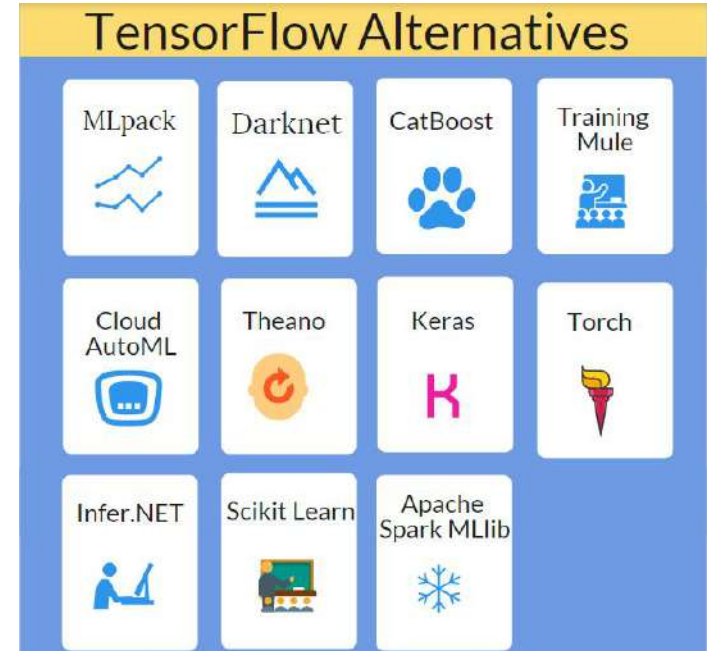 TensorFlow Alternatives
MLpack
Darknet
CatBoost
Training
Mule
Cloud
AutoML
Theano
Keras
Torch
Infer.NET
Scikit Learn
Apache
Spark MLlib